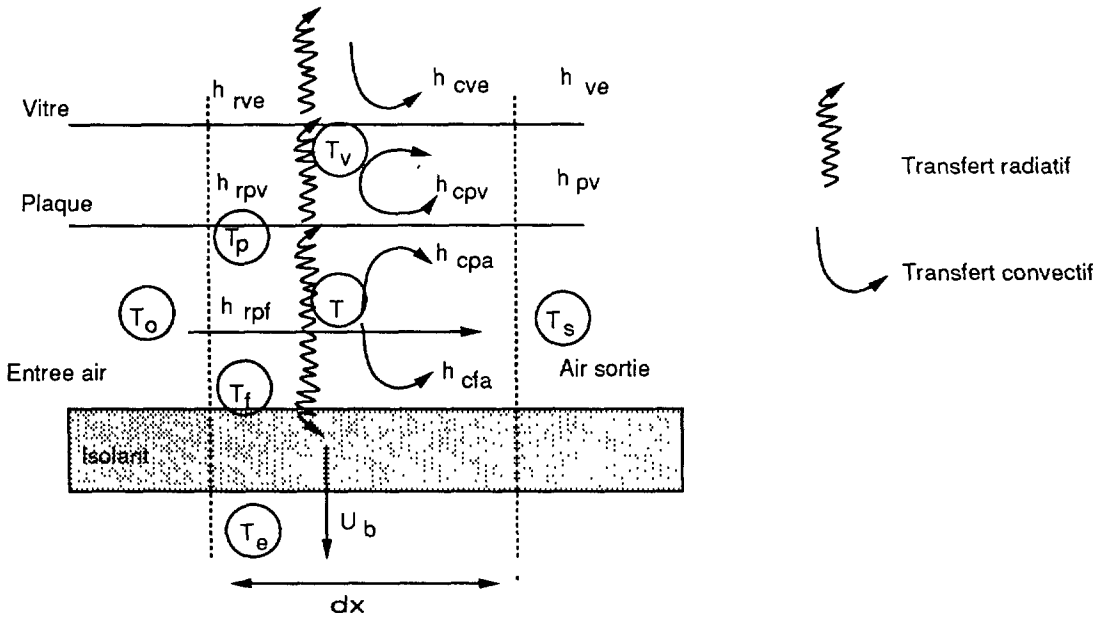 h rve
h cve
h ve
Vitre
T v
Transfert radiatif
h rpv
h cpv
h pv
Plaque
T p
h cpa
Transfert convectif
T o
h rpf
T
T s
Entree air
h cfa
Air sortie
T f
Isolant
T e
U b
dx